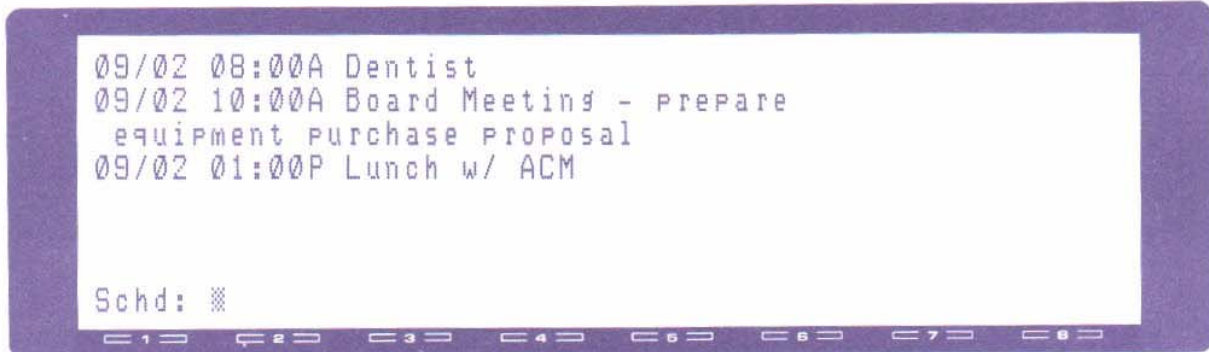 09/02 08:00A Dentist
09/02 10:00A Board Meeting - prepare
equipment purchase proposal
09/02 01:00P Lunch w/ ACM
Schd:
1 2 3 4 5 6 7 8